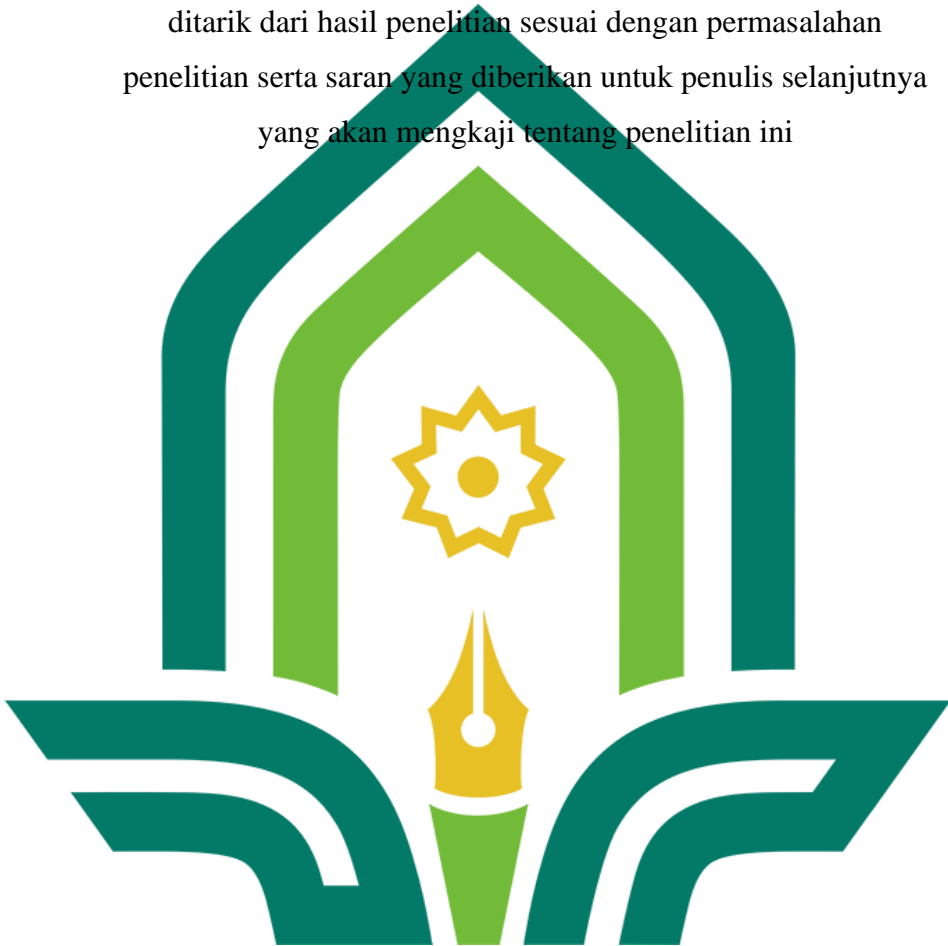 ditarik dari hasil penelitian sesuai dengan permasalahan
penelitian serta saran yang diberikan untuk penulis selanjutnya
yang akan mengkaji tentang penelitian ini